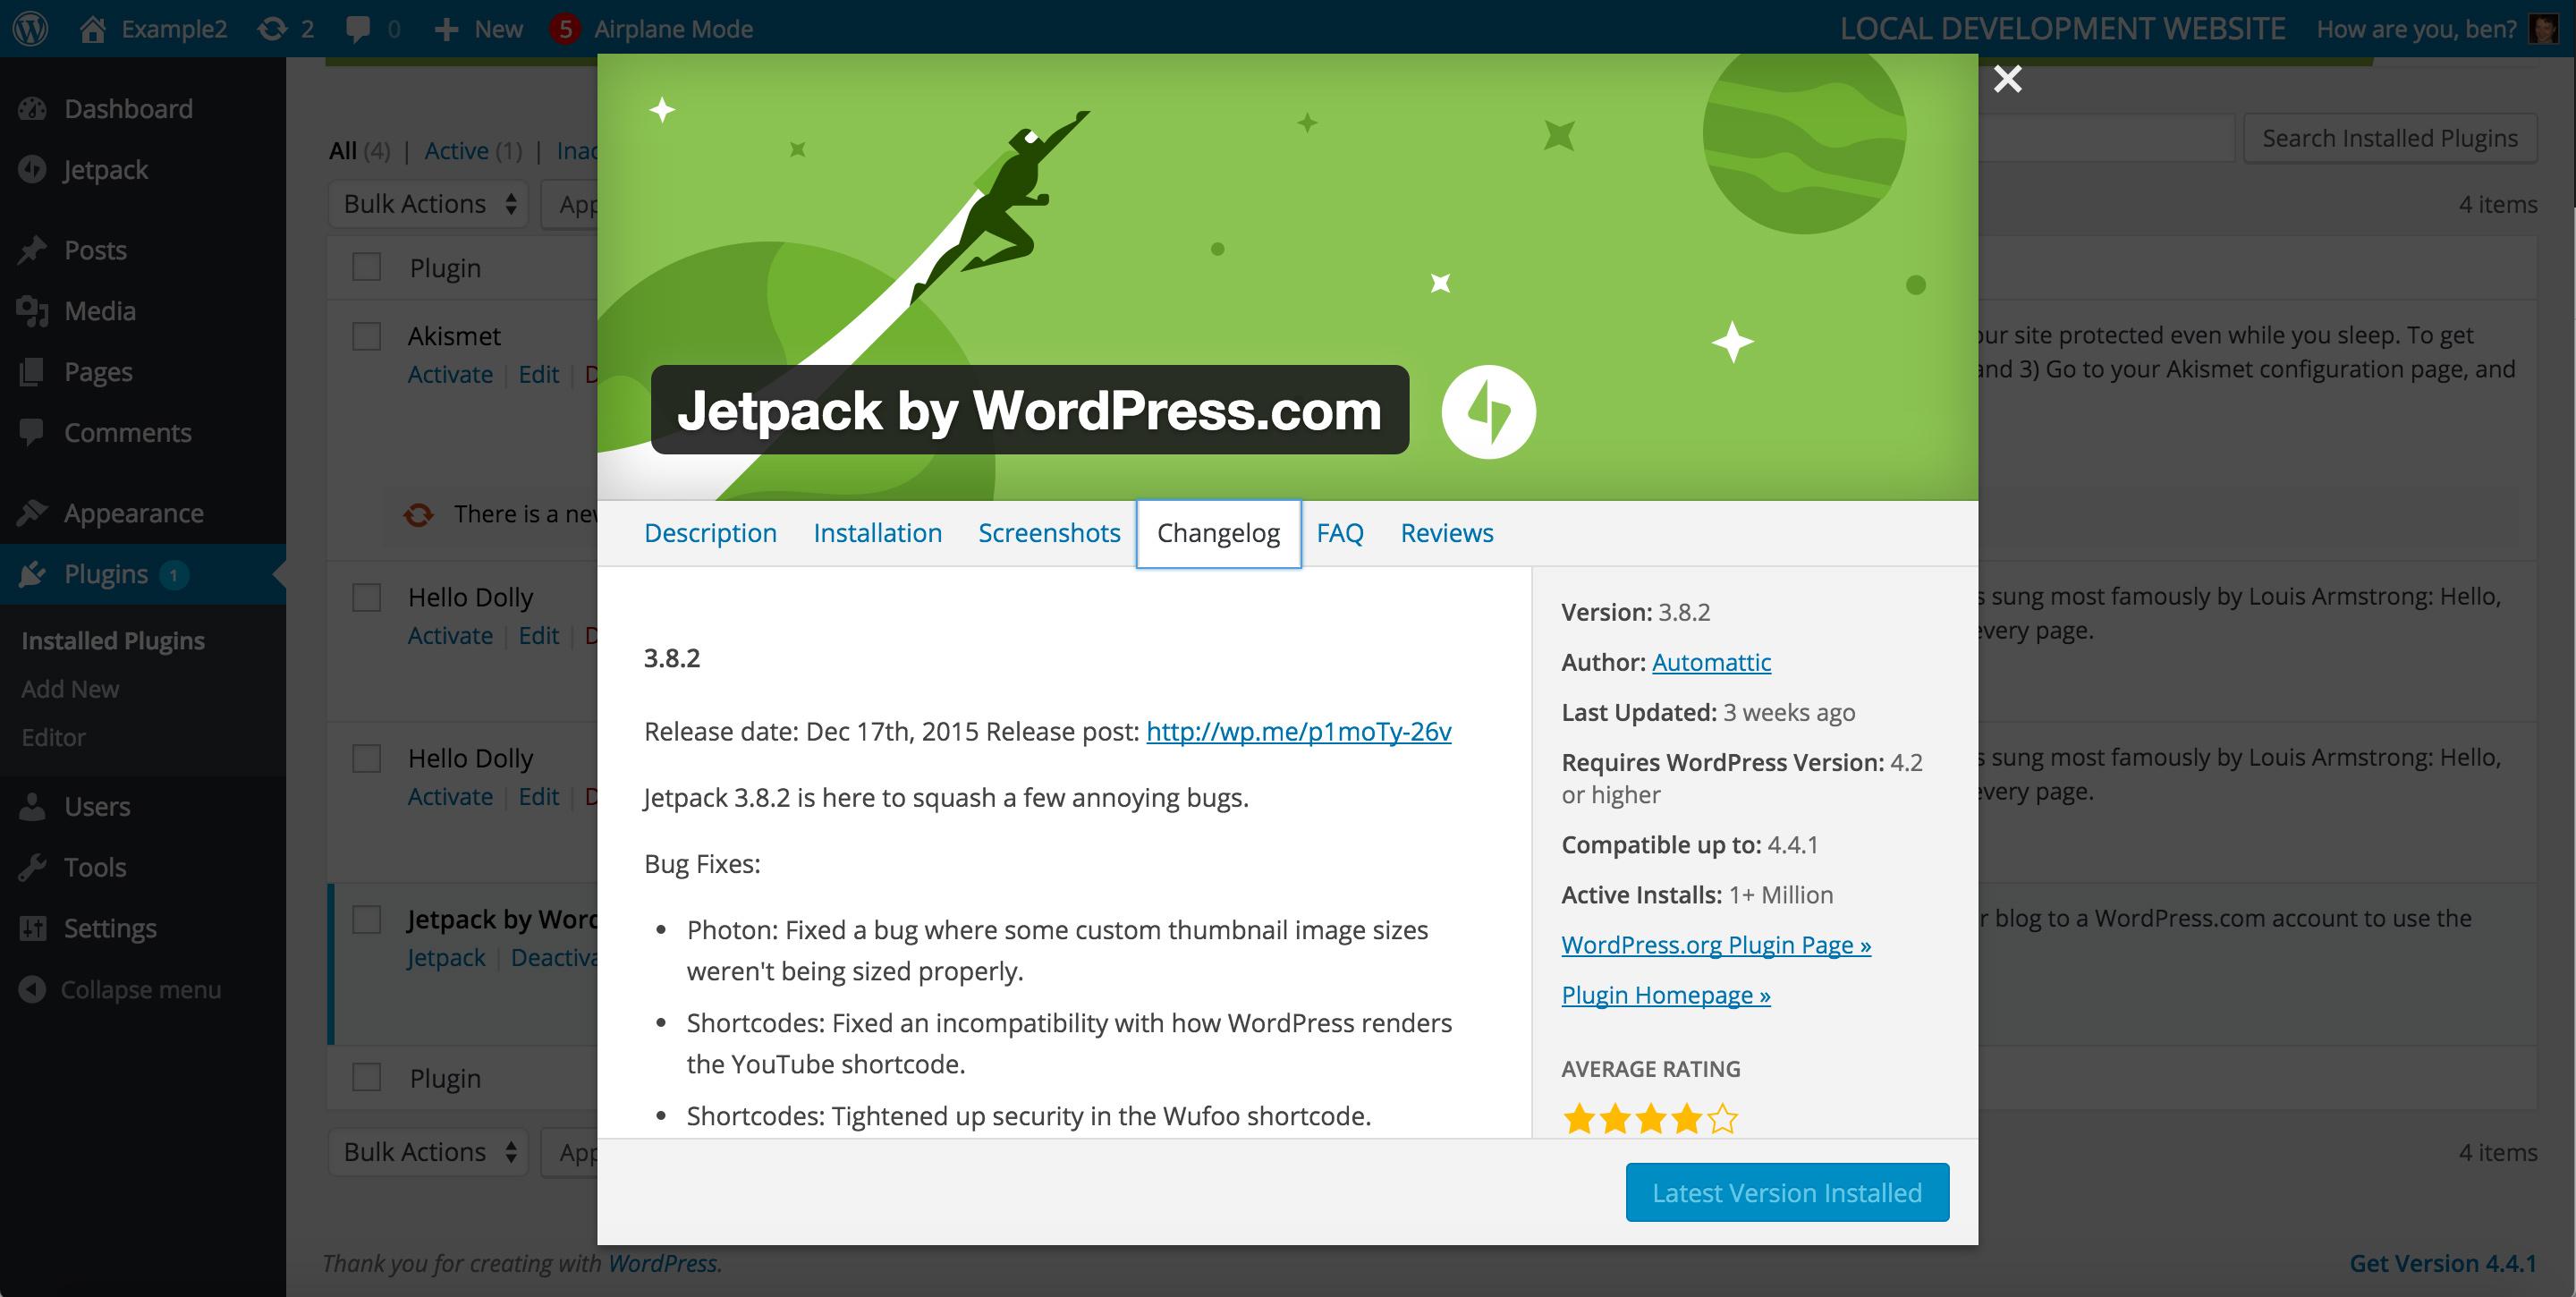 Example2 2 0 New 5 Airplane Mode LOCAL DEVELOPMENT WEBSITE How are you, ben?
Dashboard
Jetpack
Posts
Media
Pages
Comments
Appearance
Plugins 1
Installed Plugins
Add New
Editor
Users
Tools
Settings
Collapse menu
All (4) | Active (1) |
Search Installed Plugins
Bulk Actions
4 items
Plugin
Akismet
Activate | Edit |
our site protected even while you sleep. To get
and 3) Go to your Akismet configuration page, and
There is a
Hello Dolly
Activate | Edit |
sung most famously by Louis Armstrong: Hello,
every page.
Hello Dolly
Activate | Edit |
sung most famously by Louis Armstrong: Hello,
every page.
Jetpack by
Jetpack |
blog to a WordPress.com account to use the
Plugin
Bulk Actions
4 items
Thank you for creating with WordPress.
Get Version 4.4.1
Jetpack by WordPress.com
Description Installation Screenshots Changelog FAQ Reviews
3.8.2
Release date: Dec 17th, 2015 Release post: http://wp.me/p1moTy-26v
Jetpack 3.8.2 is here to squash a few annoying bugs.
Bug Fixes:
• Photon: Fixed a bug where some custom thumbnail image sizes
weren't being sized properly.
• Shortcodes: Fixed an incompatibility with how WordPress renders
the YouTube shortcode.
• Shortcodes: Tightened up security in the Wufoo shortcode.
Version: 3.8.2
Author: Automattic
Last Updated: 3 weeks ago
Requires WordPress Version: 4.2
or higher
Compatible up to: 4.4.1
Active Installs: 1+ Million
WordPress.org Plugin Page »
Plugin Homepage »
AVERAGE RATING
Latest Version Installed